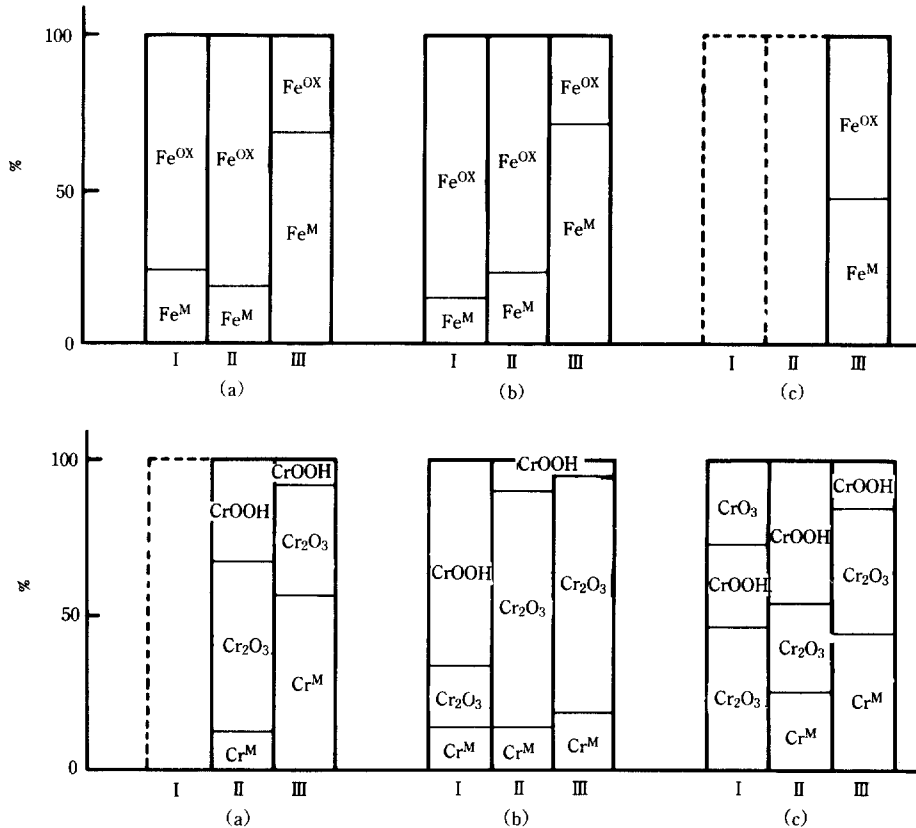 100
Fe^OX
Fe^OX
Fe^OX
Fe^OX
Fe^OX
Fe^OX
%
50
Fe^M
Fe^M
Fe^M
Fe^M
Fe^M
Fe^M
Fe^M
0
I II III I II III I II III
(a) (b) (c)
100
CrOOH CrOOH
CrO₃ CrOOH
CrOOH CrOOH
Cr₂O₃ CrOOH Cr₂O₃ CrOOH Cr₂O₃
%
50
Cr₂O₃ Cr₂O₃
Cr^M Cr₂O₃ Cr₂O₃ Cr^M
Cr^M Cr^M Cr^M Cr^M Cr^M
0
I II III I II III I II III
(a) (b) (c)